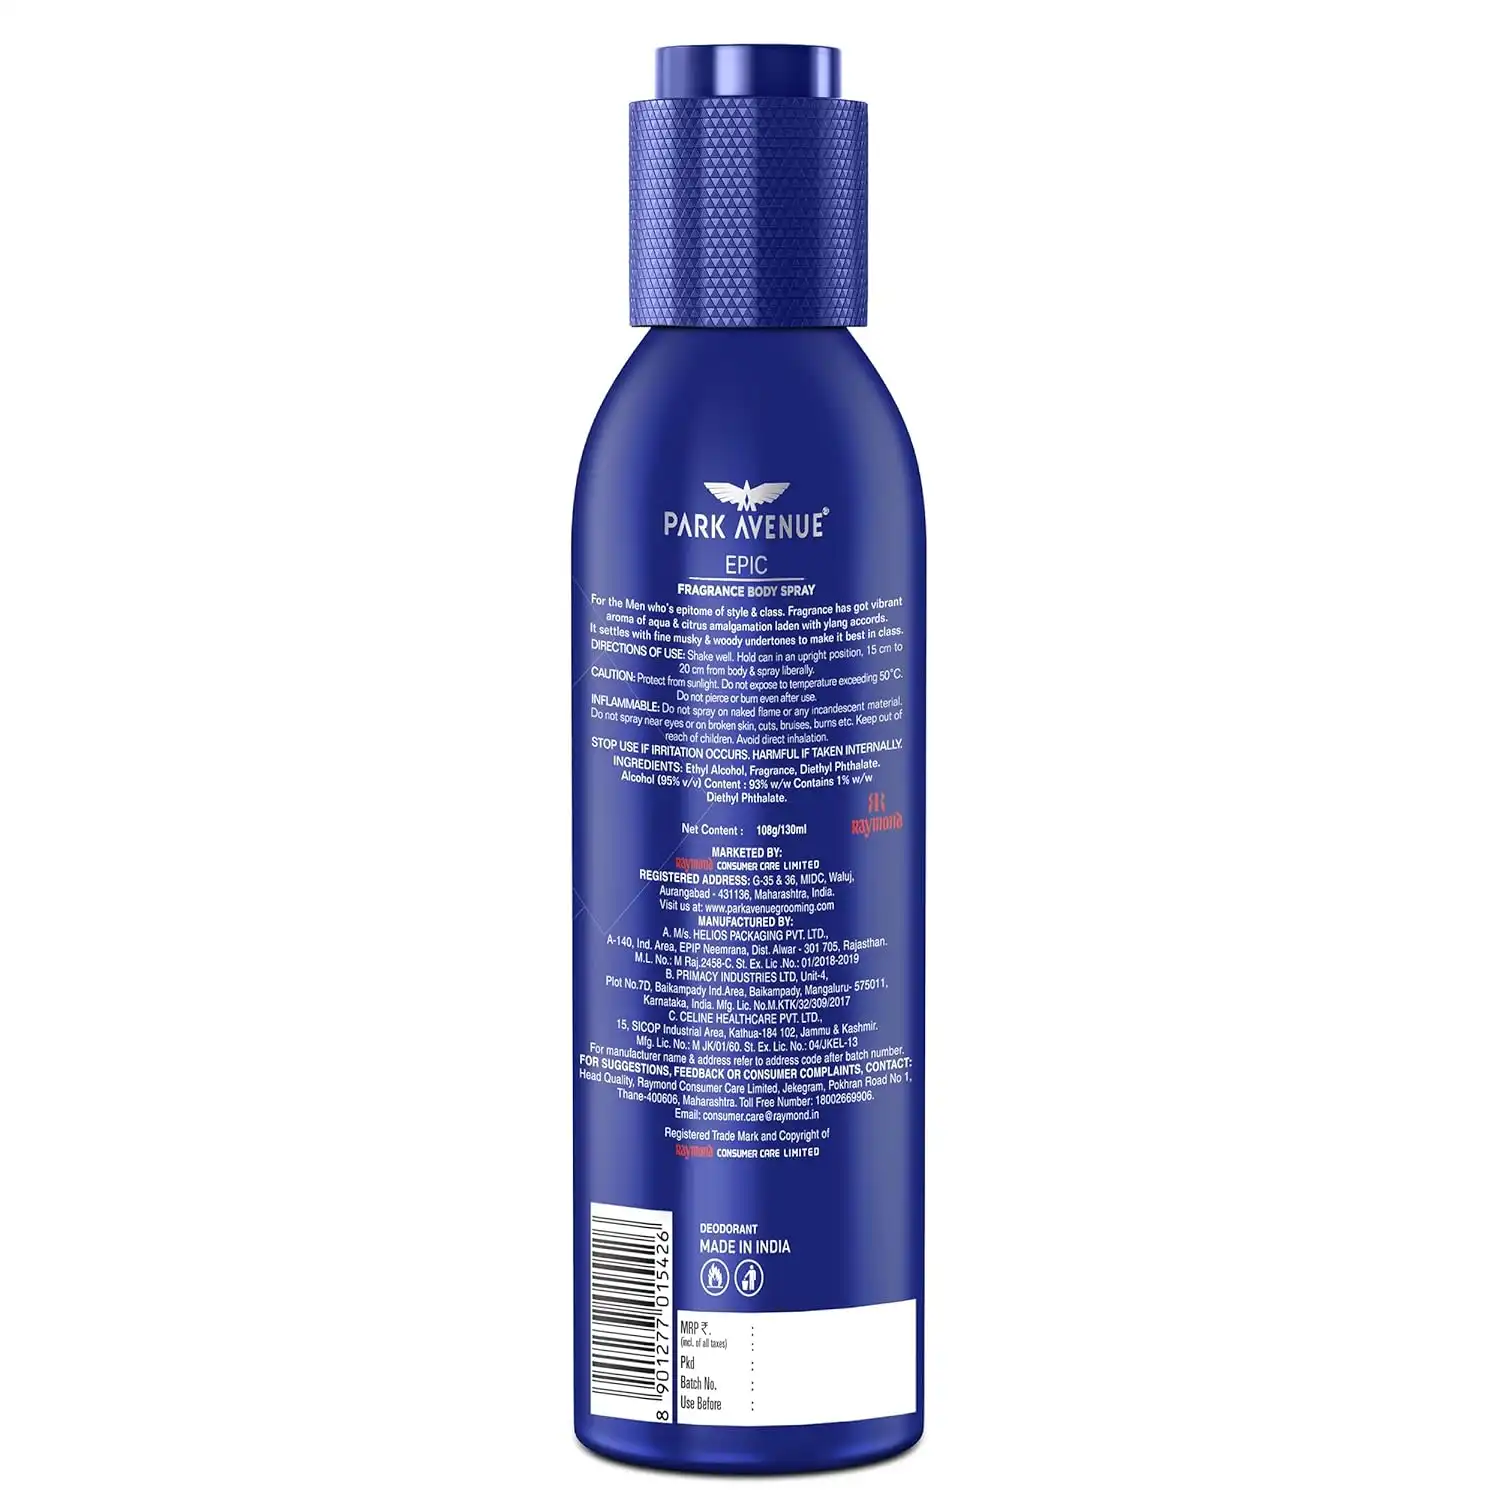 PARK AVENUE®
EPIC
FRAGRANCE BODY SPRAY
For the Men who's epitome of style & class. Fragrance has got vibrant
aroma of aqua & citrus amalgamation laden with ylang accords.
It settles with fine musky & woody undertones to make it best in class.
DIRECTIONS OF USE: Shake well. Hold can in an upright position, 15 cm to
20 cm from body & spray liberally.
CAUTION: Protect from sunlight. Do not expose to temperature exceeding 50°C.
Do not pierce or burn even after use.
INFLAMMABLE: Do not spray on naked flame or any incandescent material.
Do not spray near eyes or on broken skin, cuts, bruises, burns etc. Keep out of
reach of children. Avoid direct inhalation.
STOP USE IF IRRITATION OCCURS. HARMFUL IF TAKEN INTERNALLY.
INGREDIENTS: Ethyl Alcohol, Fragrance, Diethyl Phthalate.
Alcohol (95% v/v) Content : 93% w/w Contains 1% w/w
Diethyl Phthalate.
Raymond
Net Content : 108g/130ml
MARKETED BY:
Raymond CONSUMER CARE LIMITED
REGISTERED ADDRESS: G-35 & 36, MIDC, Waluj,
Aurangabad - 431136, Maharashtra, India.
Visit us at: www.parkavenuegrooming.com
MANUFACTURED BY:
A. M/s. HELIOS PACKAGING PVT. LTD.,
A-140, Ind. Area, EPIP Neemrana, Dist. Alwar - 301 705, Rajasthan.
M.L. No.: M Raj.2458-C. St. Ex. Lic .No.: 01/2018-2019
B. PRIMACY INDUSTRIES LTD, Unit-4,
Plot No.7D, Baikampady Ind.Area, Baikampady, Mangaluru- 575011,
Karnataka, India. Mfg. Lic. No.M.KTK/32/309/2017
C. CELINE HEALTHCARE PVT. LTD.,
15, SICOP Industrial Area, Kathua-184 102, Jammu & Kashmir.
Mfg. Lic. No.: M JK/01/60. St. Ex. Lic. No.: 04/JKEL-13
For manufacturer name & address refer to address code after batch number.
FOR SUGGESTIONS, FEEDBACK OR CONSUMER COMPLAINTS, CONTACT:
Head Quality, Raymond Consumer Care Limited, Jekegram, Pokhran Road No 1,
Thane-400606, Maharashtra. Toll Free Number: 18002669906.
Email: consumer.care@raymond.in
Registered Trade Mark and Copyright of
Raymond CONSUMER CARE LIMITED
8 901277 015426
DEODORANT
MADE IN INDIA
MRP ₹. :
(incl. of all taxes) :
Pkd :
Batch No. :
Use Before :